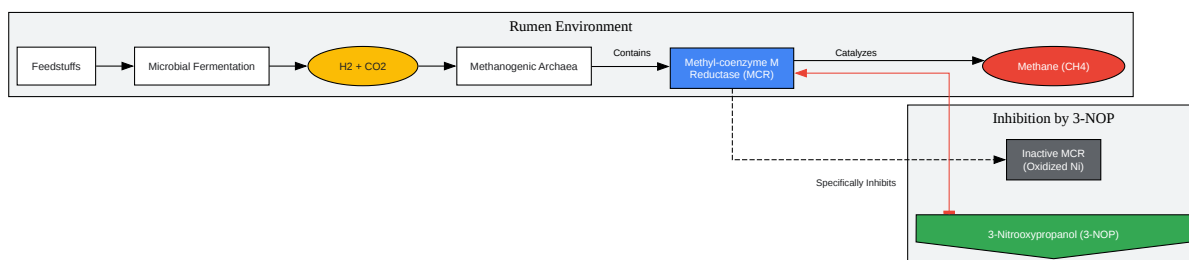 Rumen Environment
Feedstuffs
Microbial Fermentation
H2 + CO2
Methanogenic Archaea
Contains
Methyl-coenzyme M
Reductase (MCR)
Catalyzes
Methane (CH4)
Inhibition by 3-NOP
Inactive MCR
(Oxidized Ni)
Specifically Inhibits
3-Nitrooxypropanol (3-NOP)